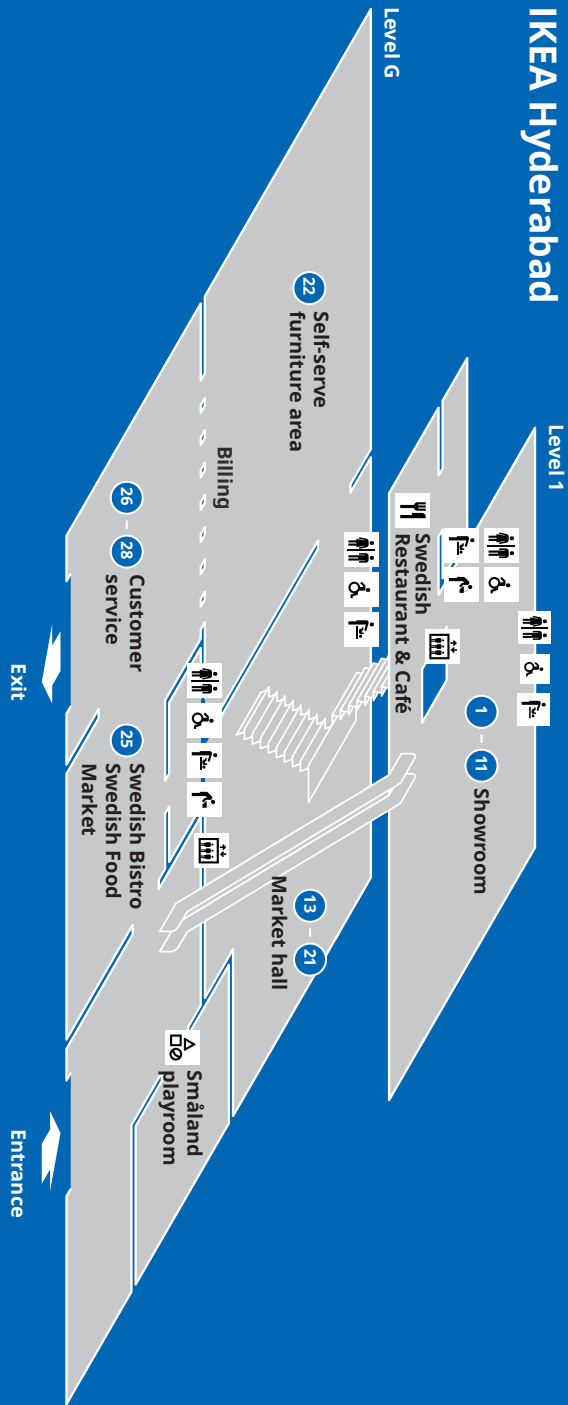 IKEA Hyderabad
Level 1
1 – 11 Showroom
Swedish
Restaurant & Café
Level G
22 Self-serve
furniture area
13 – 21
Market hall
Billing
26 – 28 Customer
service
25 Swedish Bistro
Swedish Food
Market
Småland
playroom
Exit
Entrance